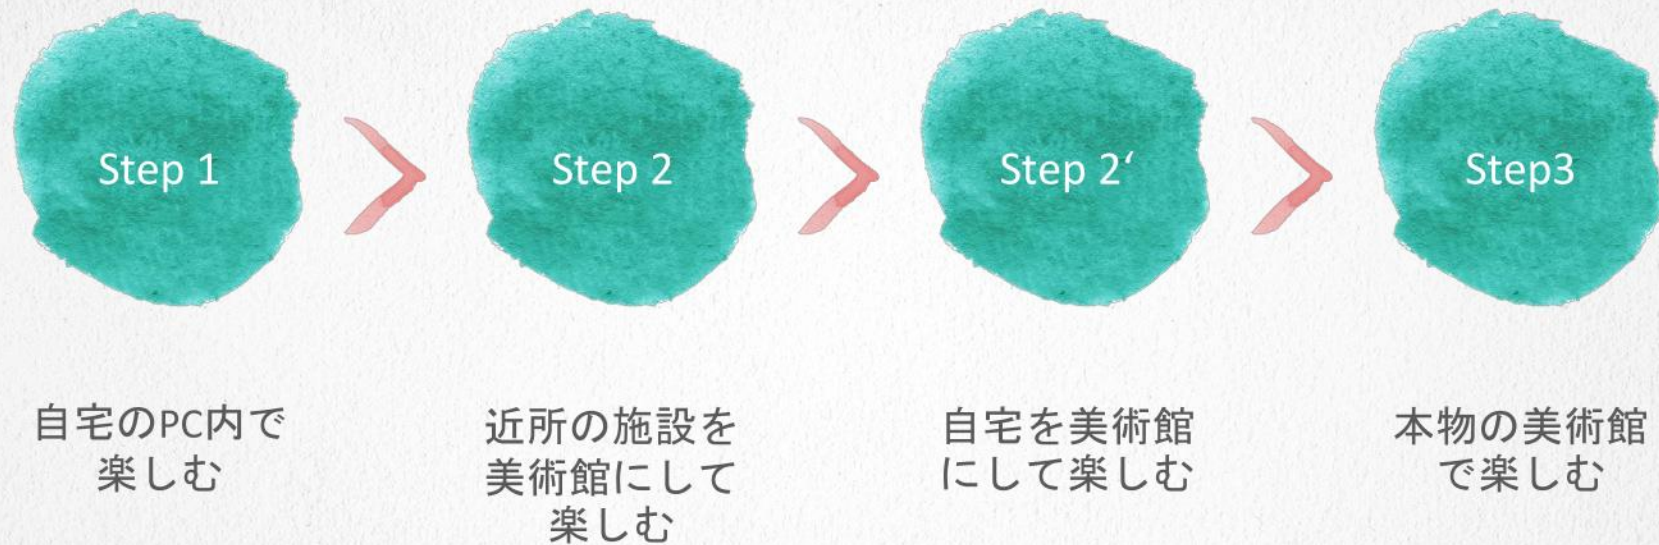 Step 1
Step 2
Step 2‘
Step3
自宅のPC内で
楽しむ
近所の施設を
美術館にして
楽しむ
自宅を美術館
にして楽しむ
本物の美術館
で楽しむ